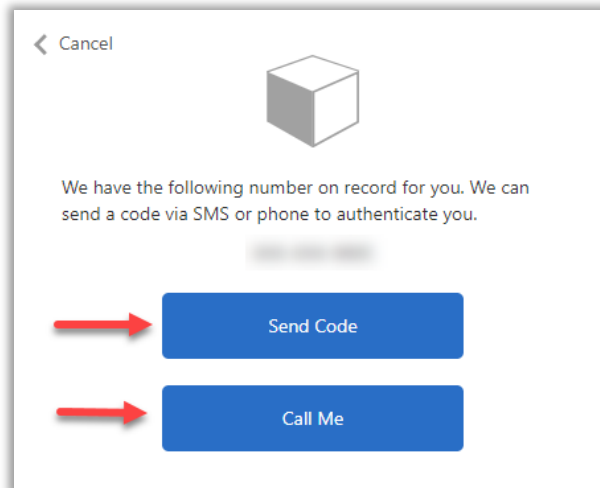 Cancel
We have the following number on record for you. We can
send a code via SMS or phone to authenticate you.
Send Code
Call Me